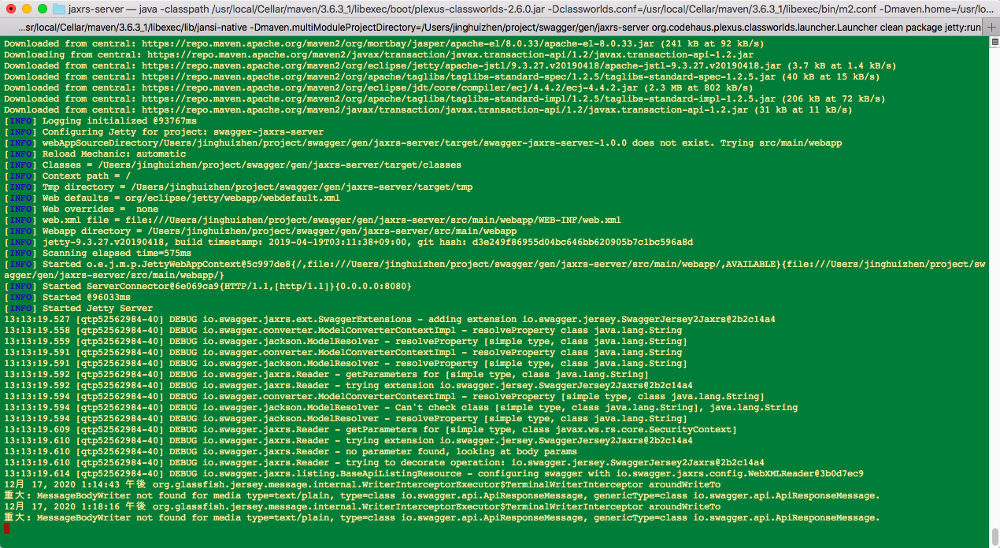 jaxrs-server — java -classpath /usr/local/Cellar/maven/3.6.3_1/libexec/boot/plexus-classworlds-2.6.0.jar -Dclassworlds.conf=/usr/local/Cellar/maven/3.6.3_1/libexec/bin/m2.conf -Dmaven.home=/usr/lo...
...sr/local/Cellar/maven/3.6.3_1/libexec/lib/jansi-native -Dmaven.multiModuleProjectDirectory=/Users/jinghuizhen/project/swagger/gen/jaxrs-server org.codehaus.plexus.classworlds.launcher.Launcher clean package jetty:run
Downloaded from central: https://repo.maven.apache.org/maven2/org/mortbay/jasper/apache-el/8.0.33/apache-el-8.0.33.jar (241 kB at 92 kB/s)
Downloading from central: https://repo.maven.apache.org/maven2/javax/transaction/javax.transaction-api/1.2/javax.transaction-api-1.2.jar
Downloaded from central: https://repo.maven.apache.org/maven2/org/eclipse/jetty/apache-jstl/9.3.27.v20190418/apache-jstl-9.3.27.v20190418.jar (3.7 kB at 1.4 kB/s)
Downloaded from central: https://repo.maven.apache.org/maven2/org/apache/taglibs/taglibs-standard-spec/1.2.5/taglibs-standard-spec-1.2.5.jar (40 kB at 15 kB/s)
Downloaded from central: https://repo.maven.apache.org/maven2/org/eclipse/jdt/core/compiler/ecj/4.4.2/ecj-4.4.2.jar (2.3 MB at 802 kB/s)
Downloaded from central: https://repo.maven.apache.org/maven2/org/apache/taglibs/taglibs-standard-impl/1.2.5/taglibs-standard-impl-1.2.5.jar (206 kB at 72 kB/s)
Downloaded from central: https://repo.maven.apache.org/maven2/javax/transaction/javax.transaction-api/1.2/javax.transaction-api-1.2.jar (31 kB at 11 kB/s)
[INFO] Logging initialized @93767ms
[INFO] Configuring Jetty for project: swagger-jaxrs-server
[INFO] webAppSourceDirectory/Users/jinghuizhen/project/swagger/gen/jaxrs-server/target/swagger-jaxrs-server-1.0.0 does not exist. Trying src/main/webapp
[INFO] Reload Mechanic: automatic
[INFO] Classes = /Users/jinghuizhen/project/swagger/gen/jaxrs-server/target/classes
[INFO] Context path = /
[INFO] Tmp directory = /Users/jinghuizhen/project/swagger/gen/jaxrs-server/target/tmp
[INFO] Web defaults = org/eclipse/jetty/webapp/webdefault.xml
[INFO] Web overrides =  none
[INFO] web.xml file = file:///Users/jinghuizhen/project/swagger/gen/jaxrs-server/src/main/webapp/WEB-INF/web.xml
[INFO] Webapp directory = /Users/jinghuizhen/project/swagger/gen/jaxrs-server/src/main/webapp
[INFO] jetty-9.3.27.v20190418, build timestamp: 2019-04-19T03:11:38+09:00, git hash: d3e249f86955d04bc646bb620905b7c1bc596a8d
[INFO] Scanning elapsed time=575ms
[INFO] Started o.e.j.m.p.JettyWebAppContext@5c997de8{/,file:///Users/jinghuizhen/project/swagger/gen/jaxrs-server/src/main/webapp/,AVAILABLE}{file:///Users/jinghuizhen/project/sw
agger/gen/jaxrs-server/src/main/webapp/}
[INFO] Started ServerConnector@6e069ca9{HTTP/1.1,[http/1.1]}{0.0.0.0:8080}
[INFO] Started @96033ms
[INFO] Started Jetty Server
13:13:19.527 [qtp52562984-40] DEBUG io.swagger.jaxrs.ext.SwaggerExtensions - adding extension io.swagger.jersey.SwaggerJersey2Jaxrs@2b2c14a4
13:13:19.558 [qtp52562984-40] DEBUG io.swagger.converter.ModelConverterContextImpl - resolveProperty class java.lang.String
13:13:19.559 [qtp52562984-40] DEBUG io.swagger.jackson.ModelResolver - resolveProperty [simple type, class java.lang.String]
13:13:19.591 [qtp52562984-40] DEBUG io.swagger.converter.ModelConverterContextImpl - resolveProperty class java.lang.String
13:13:19.591 [qtp52562984-40] DEBUG io.swagger.jackson.ModelResolver - resolveProperty [simple type, class java.lang.String]
13:13:19.592 [qtp52562984-40] DEBUG io.swagger.jaxrs.Reader - getParameters for [simple type, class java.lang.String]
13:13:19.592 [qtp52562984-40] DEBUG io.swagger.jaxrs.Reader - trying extension io.swagger.jersey.SwaggerJersey2Jaxrs@2b2c14a4
13:13:19.594 [qtp52562984-40] DEBUG io.swagger.converter.ModelConverterContextImpl - resolveProperty [simple type, class java.lang.String]
13:13:19.594 [qtp52562984-40] DEBUG io.swagger.jackson.ModelResolver - Can't check class [simple type, class java.lang.String], java.lang.String
13:13:19.594 [qtp52562984-40] DEBUG io.swagger.jackson.ModelResolver - resolveProperty [simple type, class java.lang.String]
13:13:19.609 [qtp52562984-40] DEBUG io.swagger.jaxrs.Reader - getParameters for [simple type, class javax.ws.rs.core.SecurityContext]
13:13:19.610 [qtp52562984-40] DEBUG io.swagger.jaxrs.Reader - trying extension io.swagger.jersey.SwaggerJersey2Jaxrs@2b2c14a4
13:13:19.610 [qtp52562984-40] DEBUG io.swagger.jaxrs.Reader - no parameter found, looking at body params
13:13:19.610 [qtp52562984-40] DEBUG io.swagger.jaxrs.Reader - trying to decorate operation: io.swagger.jersey.SwaggerJersey2Jaxrs@2b2c14a4
13:13:19.614 [qtp52562984-40] DEBUG io.swagger.jaxrs.listing.BaseApiListingResource - configuring swagger with io.swagger.jaxrs.config.WebXMLReader@3b0d7ec9
12月 17, 2020 1:14:43 午後 org.glassfish.jersey.message.internal.WriterInterceptorExecutor$TerminalWriterInterceptor aroundWriteTo
重大: MessageBodyWriter not found for media type=text/plain, type=class io.swagger.api.ApiResponseMessage, genericType=class io.swagger.api.ApiResponseMessage.
12月 17, 2020 1:18:16 午後 org.glassfish.jersey.message.internal.WriterInterceptorExecutor$TerminalWriterInterceptor aroundWriteTo
重大: MessageBodyWriter not found for media type=text/plain, type=class io.swagger.api.ApiResponseMessage, genericType=class io.swagger.api.ApiResponseMessage.